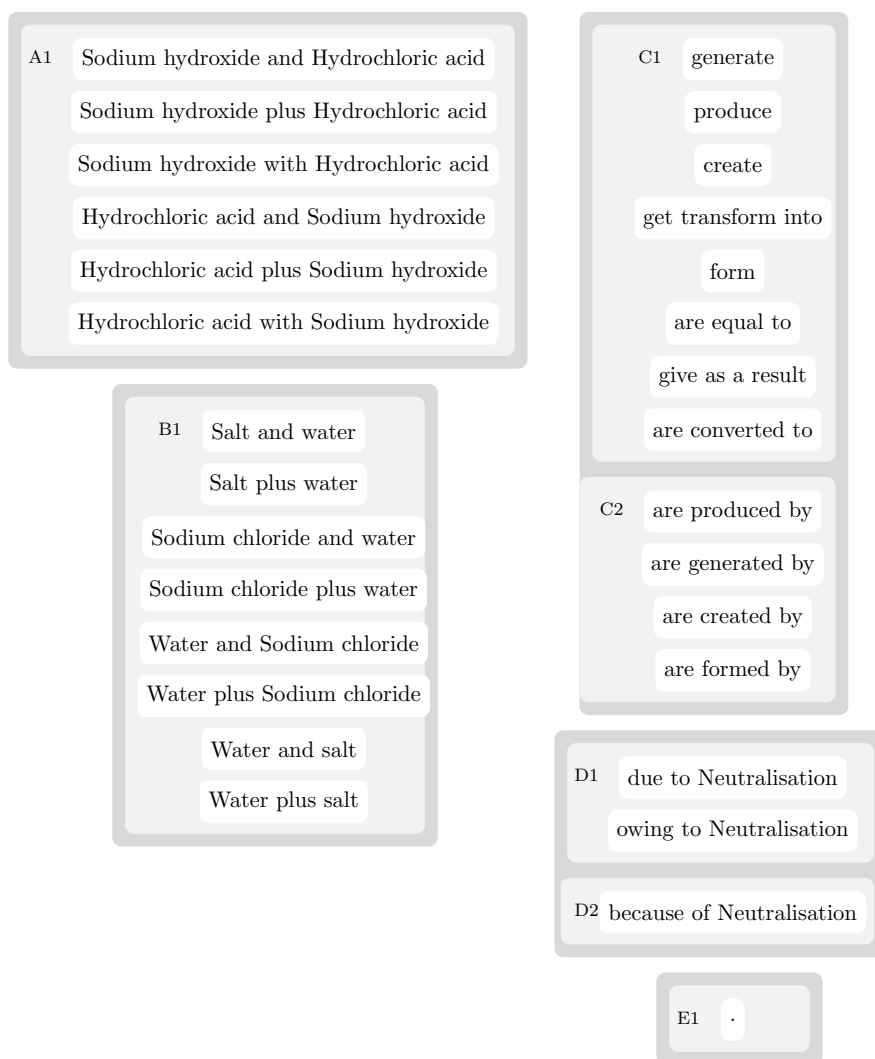 A1 Sodium hydroxide and Hydrochloric acid
Sodium hydroxide plus Hydrochloric acid
Sodium hydroxide with Hydrochloric acid
Hydrochloric acid and Sodium hydroxide
Hydrochloric acid plus Sodium hydroxide
Hydrochloric acid with Sodium hydroxide
B1 Salt and water
Salt plus water
Sodium chloride and water
Sodium chloride plus water
Water and Sodium chloride
Water plus Sodium chloride
Water and salt
Water plus salt
C1 generate
produce
create
get transform into
form
are equal to
give as a result
are converted to
C2 are produced by
are generated by
are created by
are formed by
D1 due to Neutralisation
owing to Neutralisation
D2 because of Neutralisation
E1 .